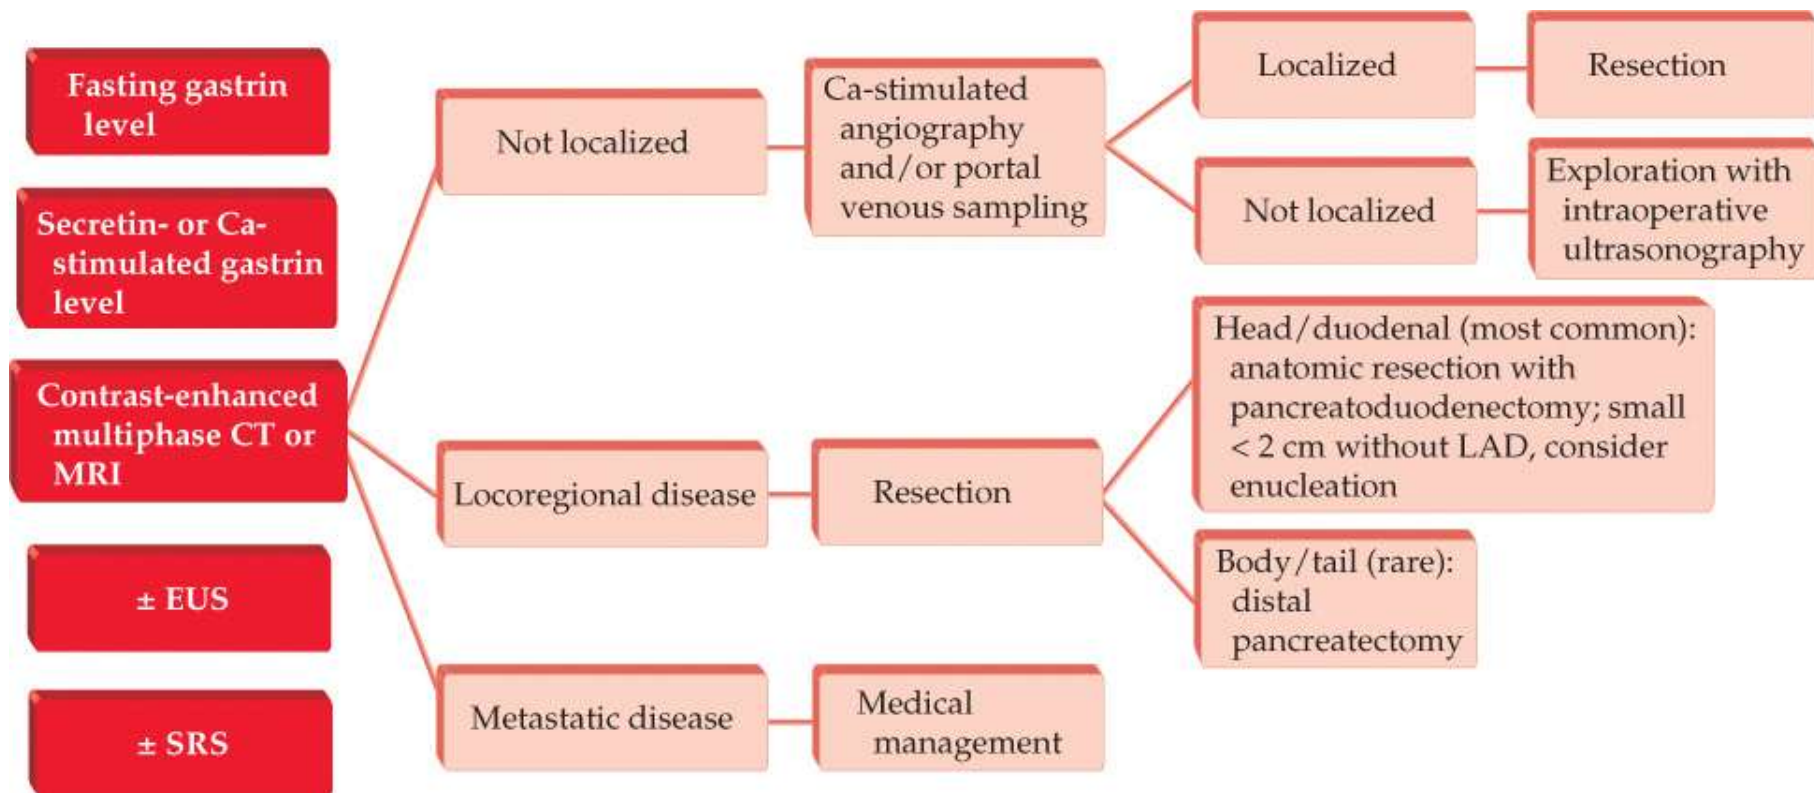 Fasting gastrin
level
Secretin- or Ca-
stimulated gastrin
level
Contrast-enhanced
multiphase CT or
MRI
± EUS
± SRS
Not localized
Ca-stimulated
angiography
and/or portal
venous sampling
Localized
Resection
Not localized
Exploration with
intraoperative
ultrasonography
Locoregional disease
Resection
Head/duodenal (most common):
anatomic resection with
pancreatoduodenectomy; small
< 2 cm without LAD, consider
enucleation
Body/tail (rare):
distal
pancreatectomy
Metastatic disease
Medical
management